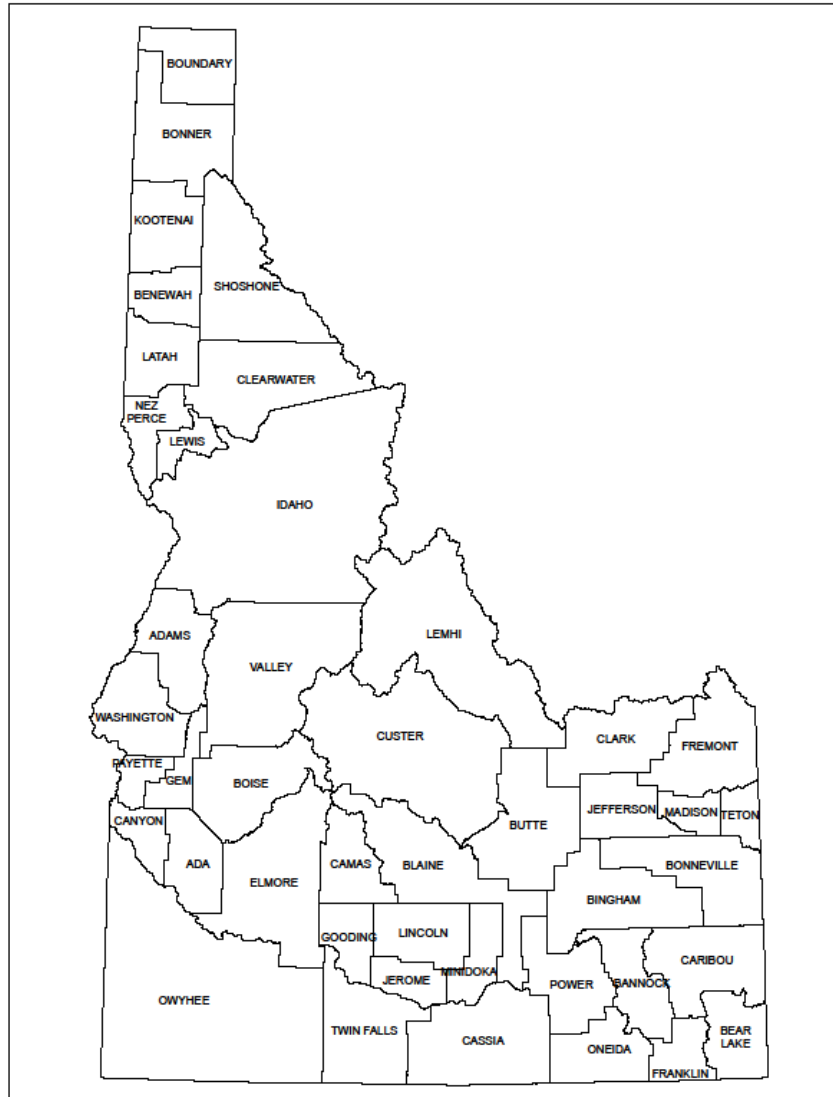 BOUNDARY
BONNER
KOOTENAI
SHOSHONE
BENEWAH
LATAH
CLEARWATER
NEZ
PERCE
LEWIS
IDAHO
ADAMS
LEMHI
VALLEY
WASHINGTON
CUSTER
CLARK
FREMONT
PAYETTE
GEM
BOISE
JEFFERSON
MADISON
TETON
CANYON
BUTTE
ADA
CAMAS
BLAINE
BONNEVILLE
ELMORE
BINGHAM
GOODING
LINCOLN
CARIBOU
MINIDOKA
JEROME
POWER
BANNOCK
OWYHEE
TWIN FALLS
CASSIA
ONEIDA
BEAR
LAKE
FRANKLIN